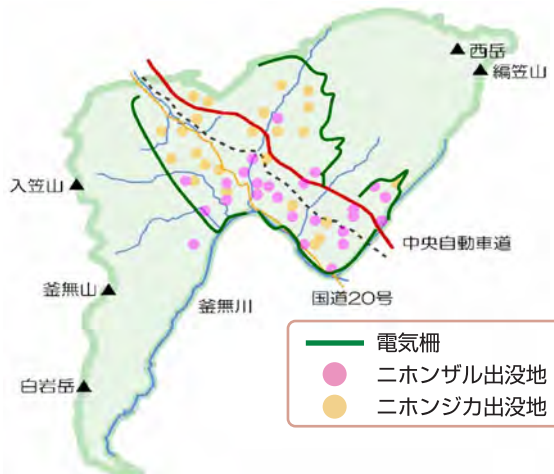 西岳
編笠山
入笠山
中央自動車道
釜無山
釜無川
国道20号
白岩岳
電気柵
ニホンザル出没地
ニホンジカ出没地